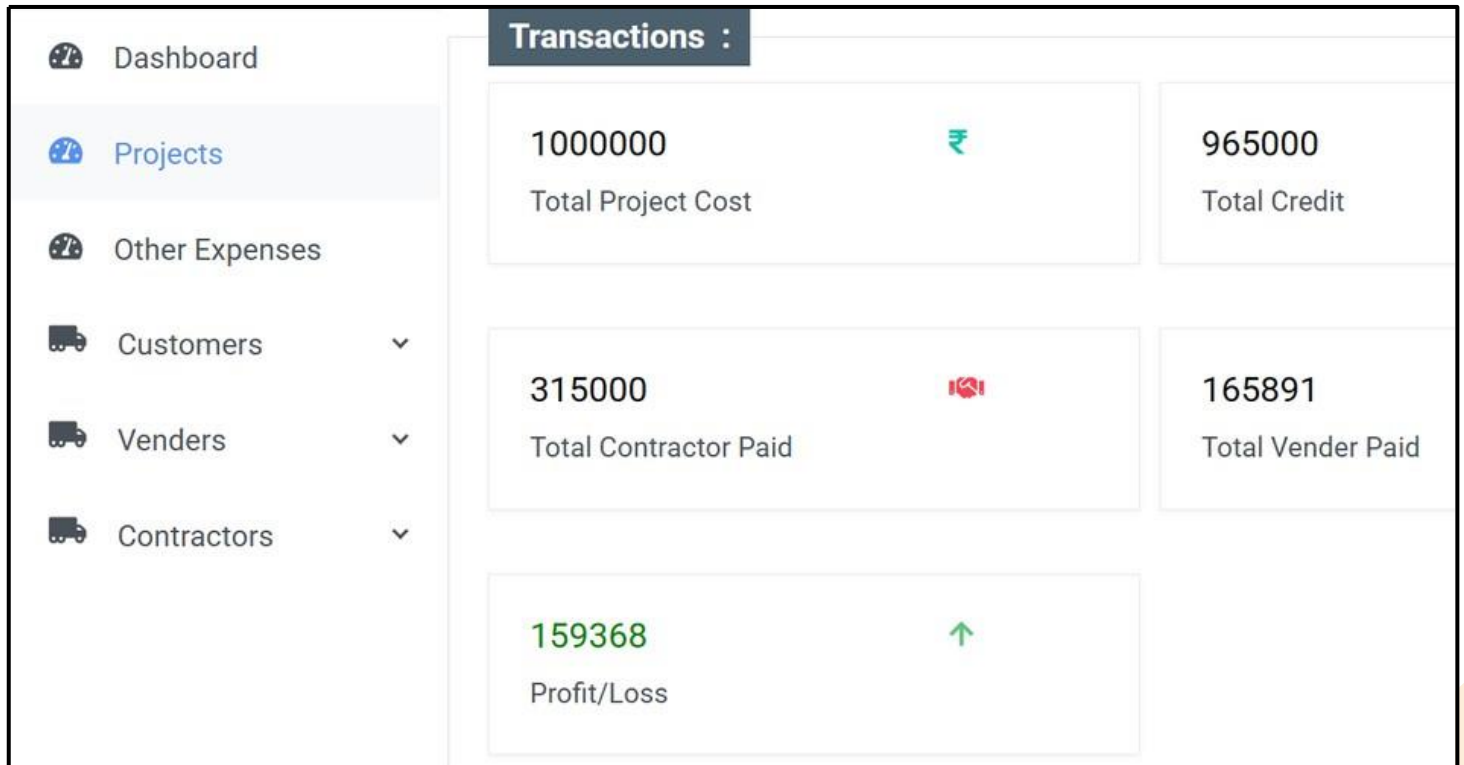 Dashboard
Projects
Other Expenses
Customers
Venders
Contractors
Transactions :
1000000 ₹
Total Project Cost
965000
Total Credit
315000
Total Contractor Paid
165891
Total Vender Paid
159368
Profit/Loss